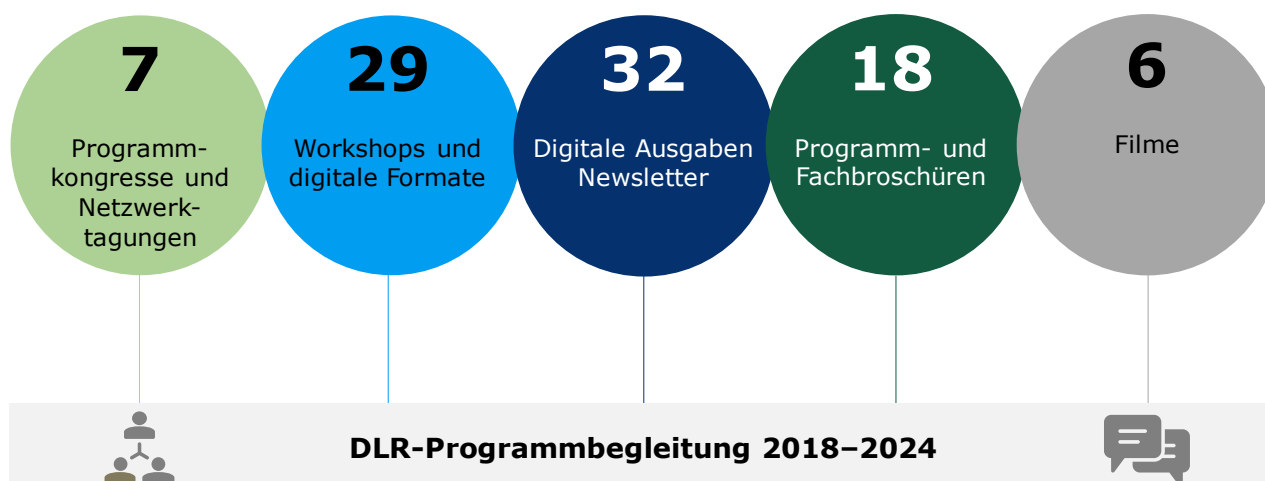 7
Programm-
kongresse und
Netzwerk-
tagungen
29
Workshops und
digitale Formate
32
Digitale Ausgaben
Newsletter
18
Programm- und
Fachbroschüren
6
Filme
DLR-Programmbegleitung 2018–2024